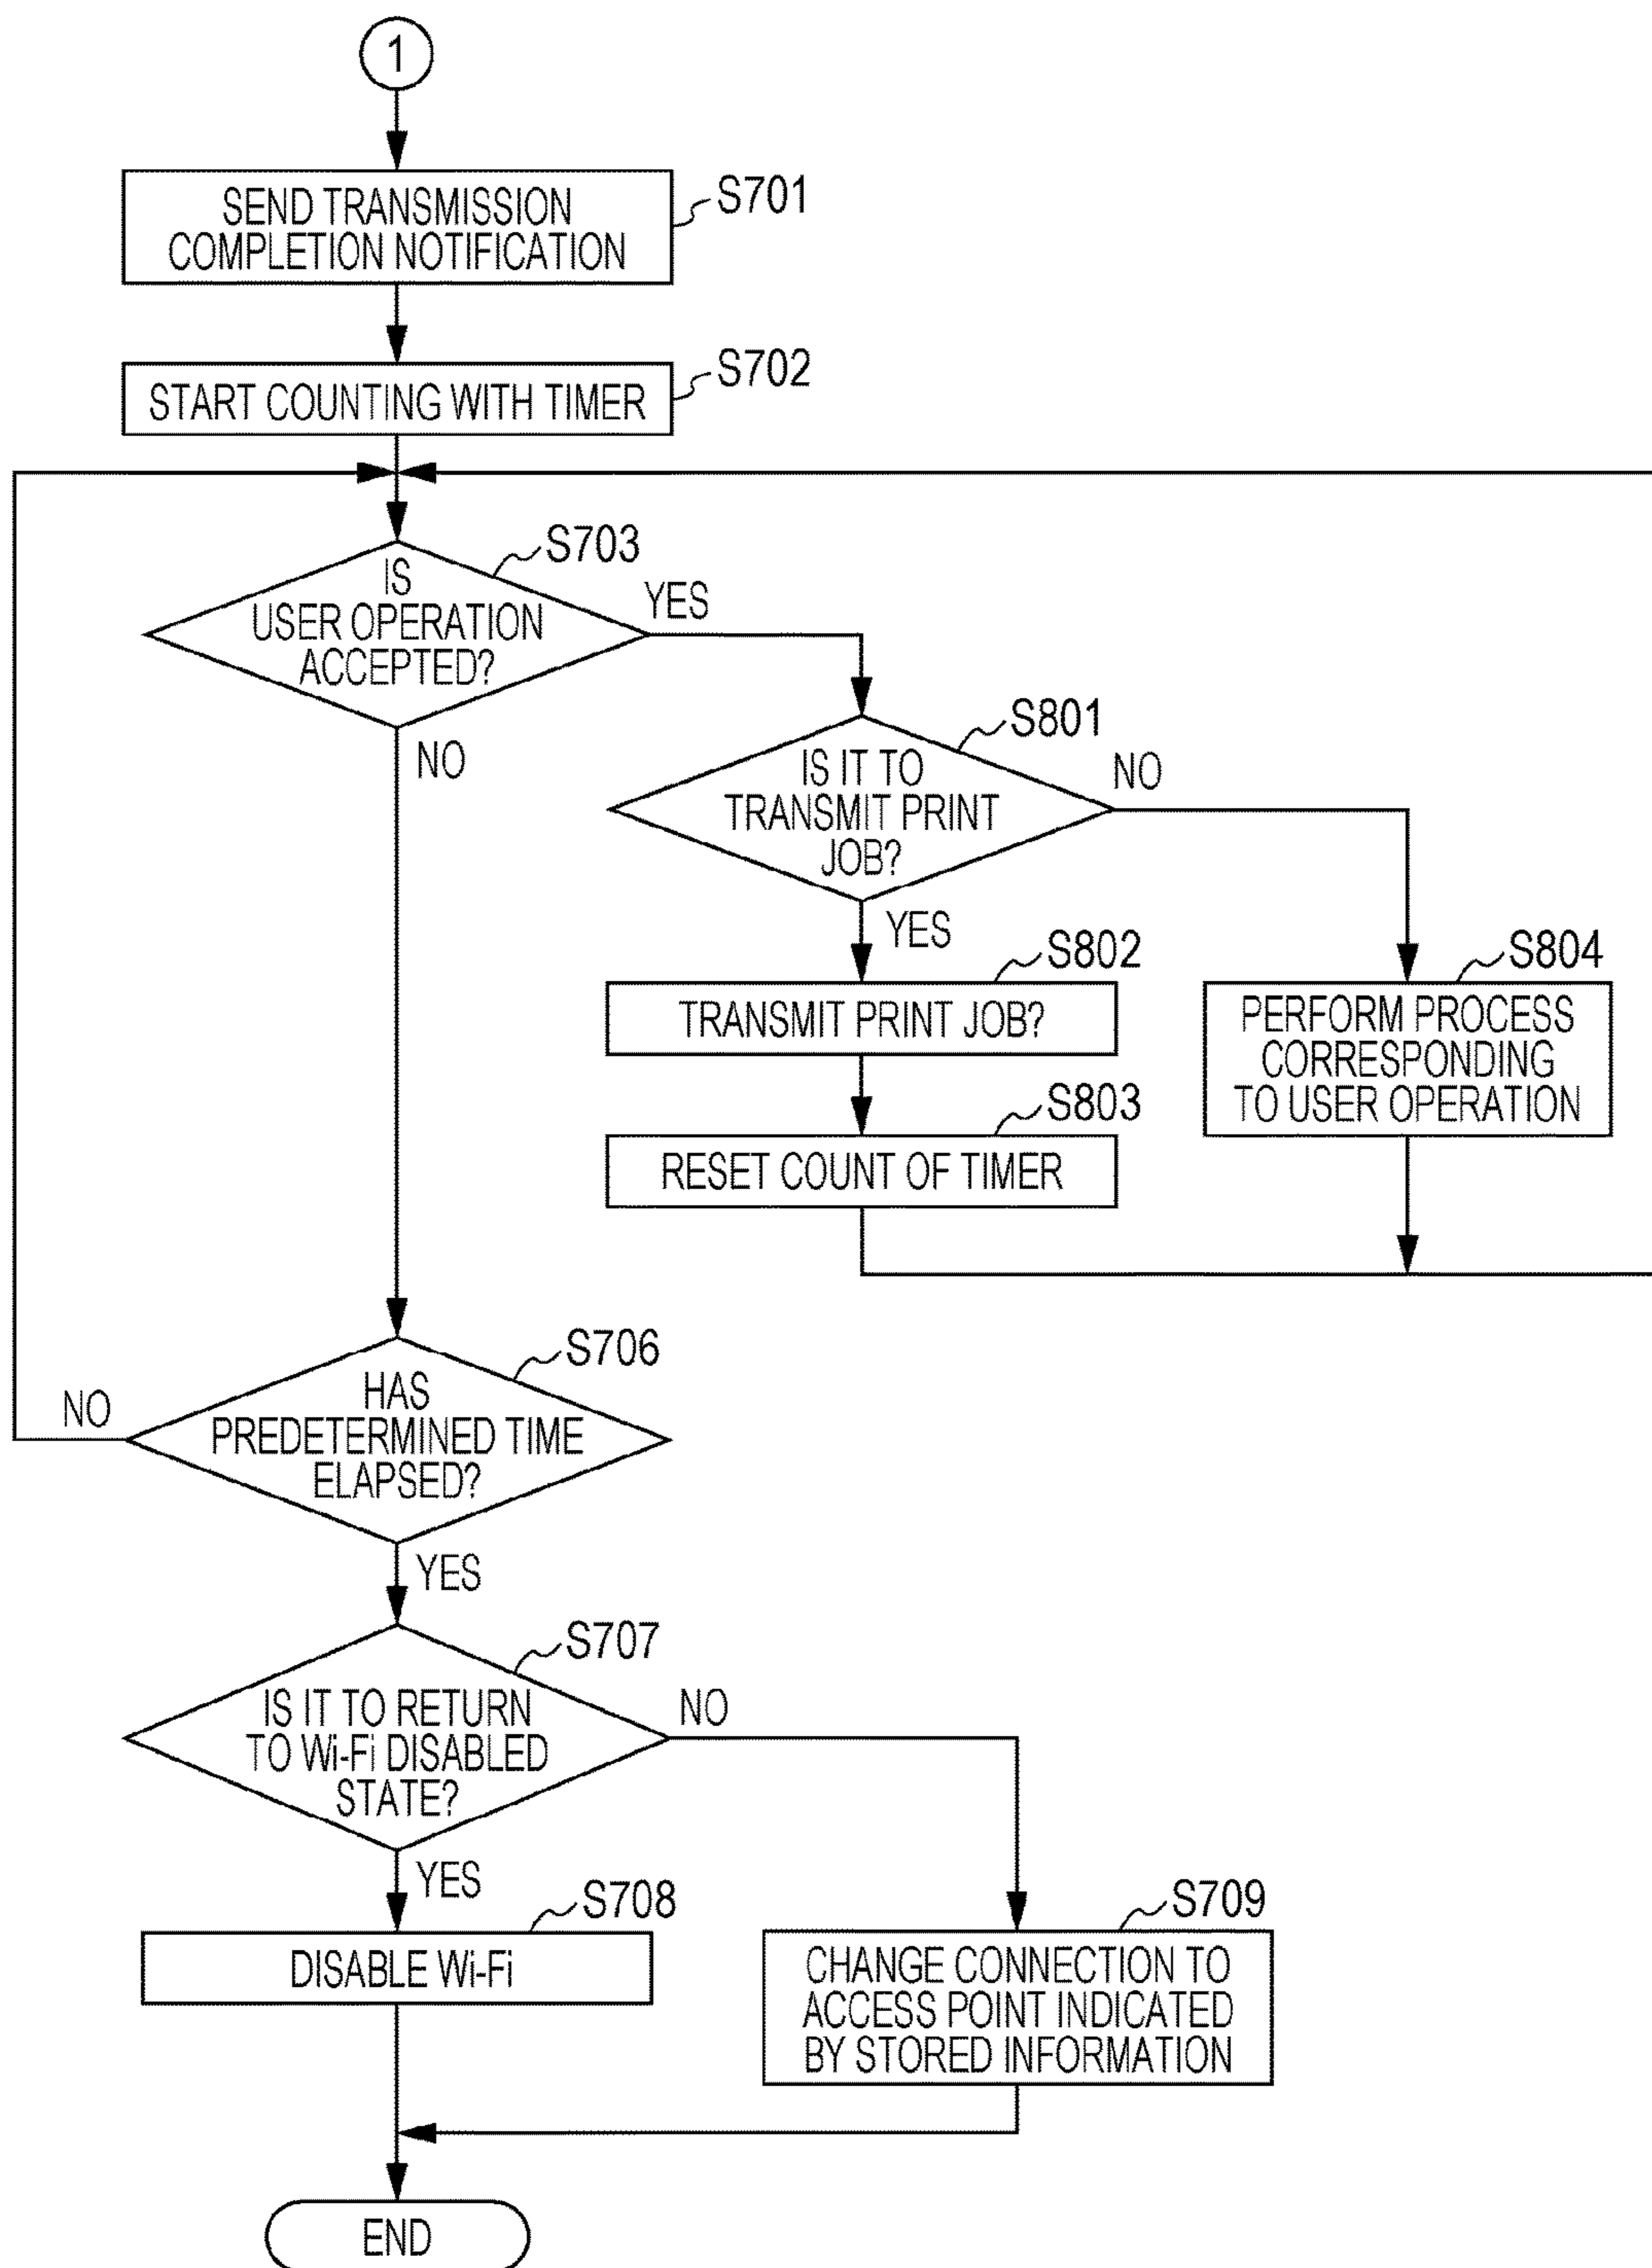 1
SEND TRANSMISSION
COMPLETION NOTIFICATION
S701
START COUNTING WITH TIMER
S702
IS
USER OPERATION
ACCEPTED?
S703
YES
NO
IS IT TO
TRANSMIT PRINT
JOB?
S801
NO
YES
TRANSMIT PRINT JOB?
S802
PERFORM PROCESS
CORRESPONDING
TO USER OPERATION
S804
RESET COUNT OF TIMER
S803
HAS
PREDETERMINED TIME
ELAPSED?
S706
NO
YES
IS IT TO RETURN
TO Wi-Fi DISABLED
STATE?
S707
NO
YES
DISABLE Wi-Fi
S708
CHANGE CONNECTION TO
ACCESS POINT INDICATED
BY STORED INFORMATION
S709
END